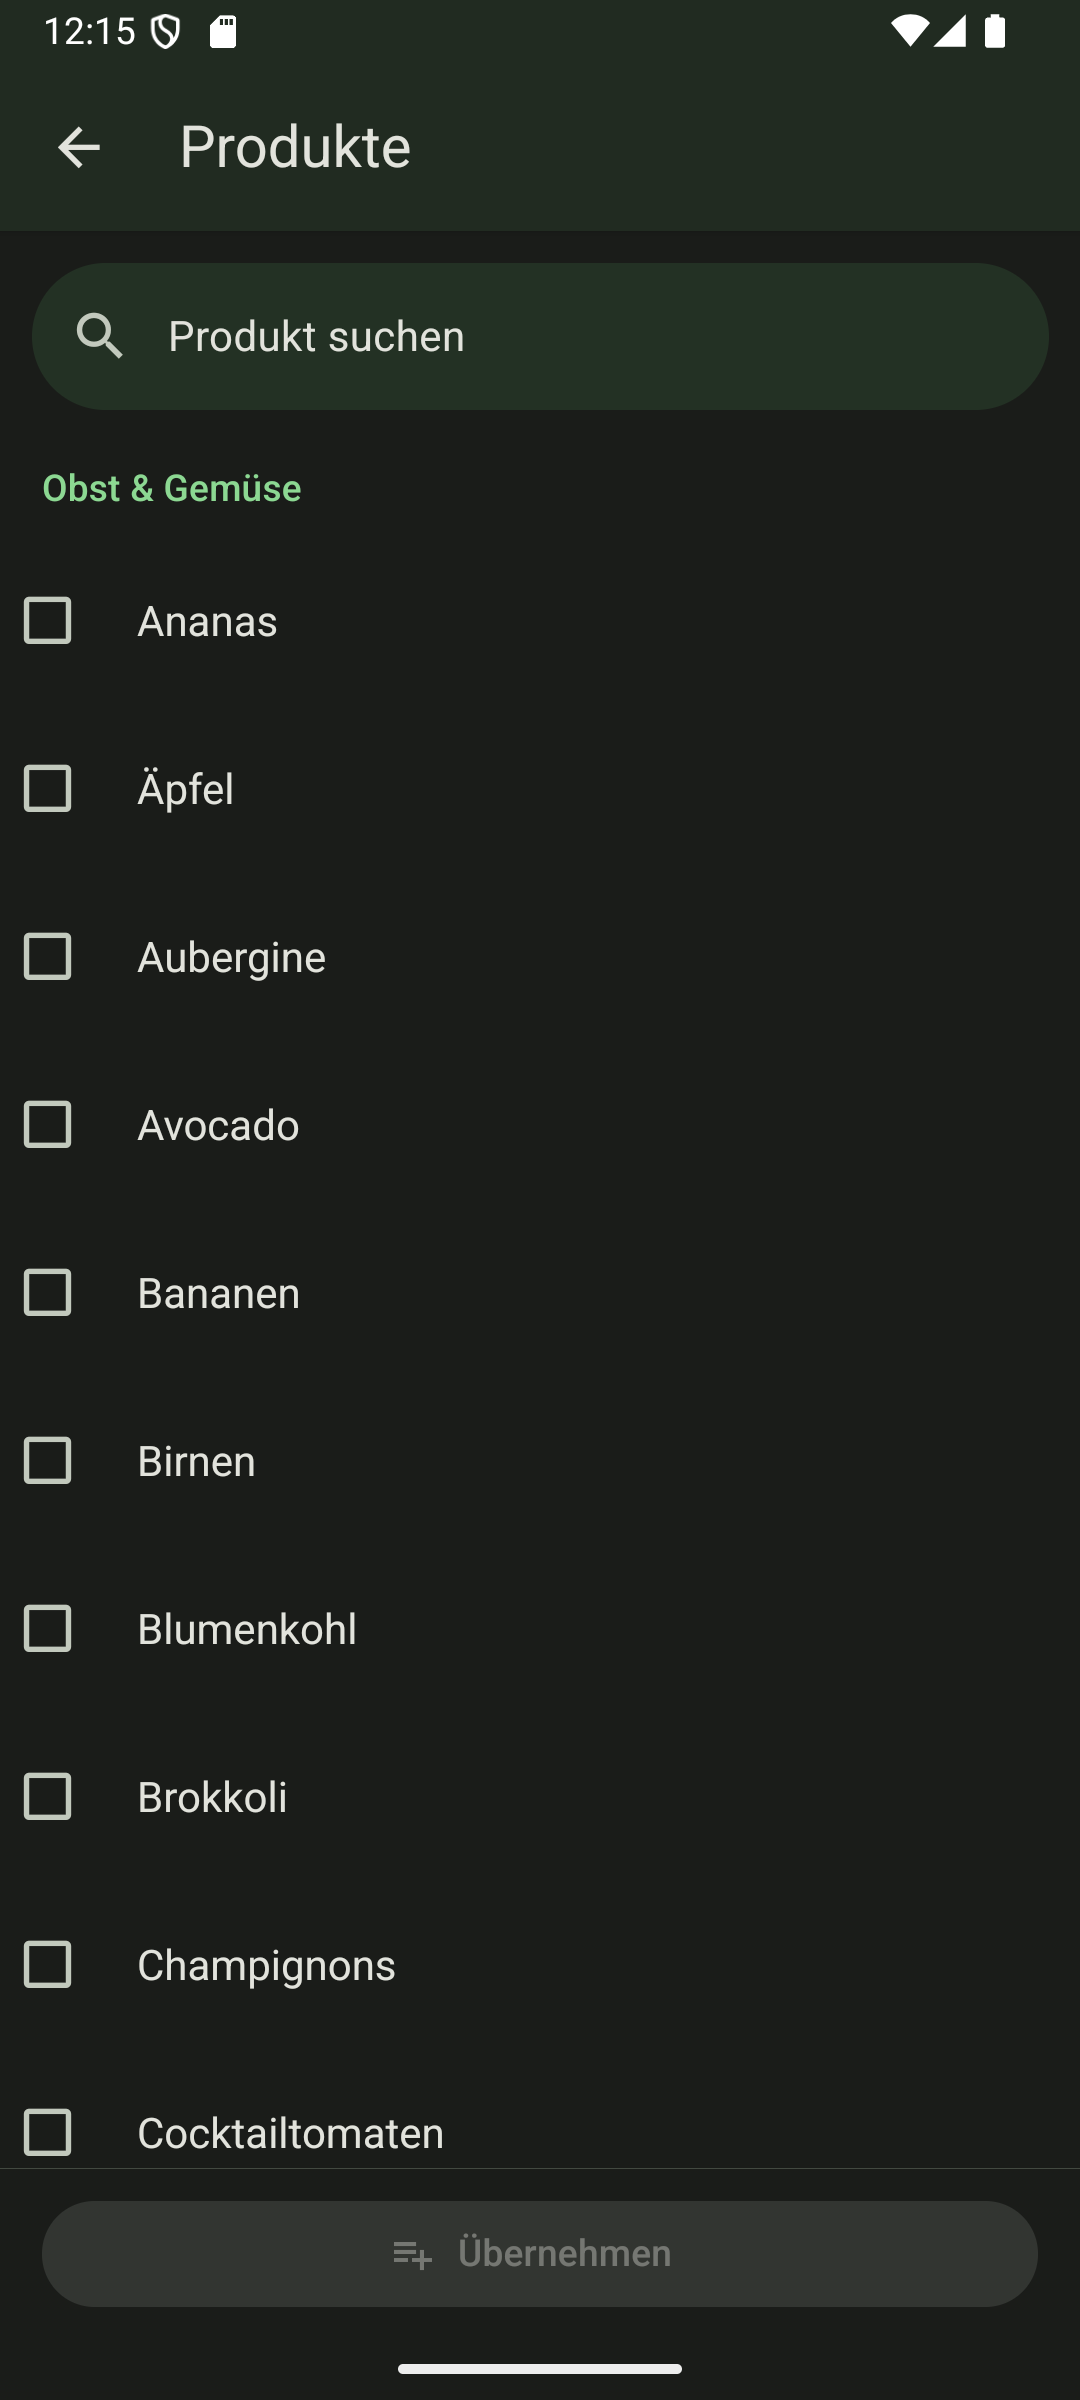 12:15
Produkte
Produkt suchen
Obst & Gemüse
Ananas
Äpfel
Aubergine
Avocado
Bananen
Birnen
Blumenkohl
Brokkoli
Champignons
Cocktailtomaten
Übernehmen